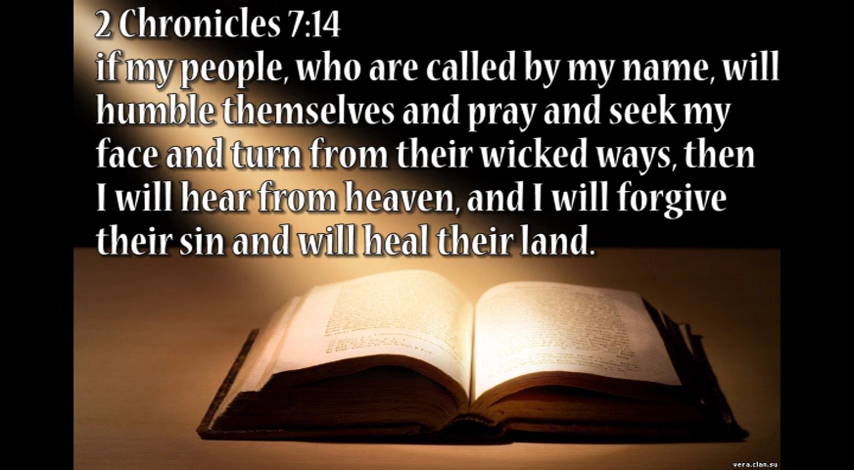 2 Chronicles 7:14
if my people, who are called by my name, will
humble themselves and pray and seek my
face and turn from their wicked ways, then
I will hear from heaven, and I will forgive
their sin and will heal their land.
vera.clan.su